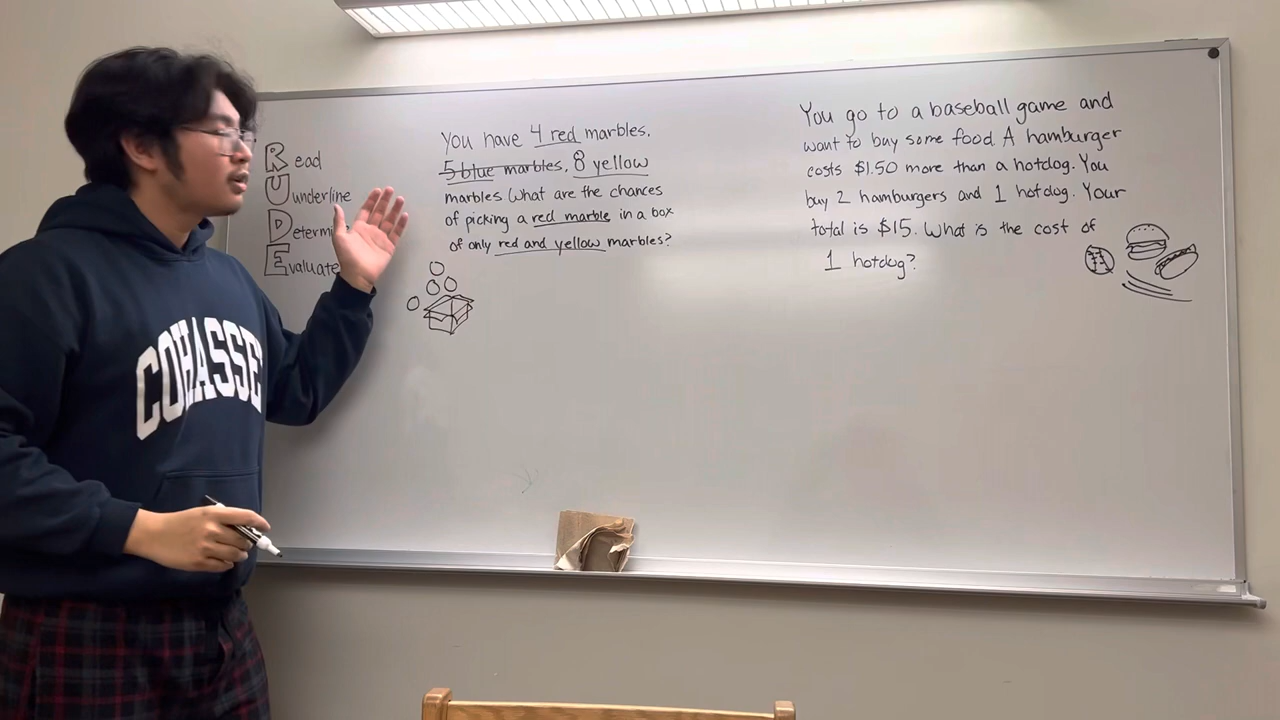 Read
Uunderline
Determi
Evaluate
You have 4 red marbles,
5 blue marbles, 8 yellow
marbles. What are the chances
of picking a red marble in a box
of only red and yellow marbles?
You go to a baseball game and
want to buy some food. A hamburger
costs $1.50 more than a hotdog. You
buy 2 hamburgers and 1 hotdog. Your
total is $15. What is the cost of
1 hotdog?
COHASSE